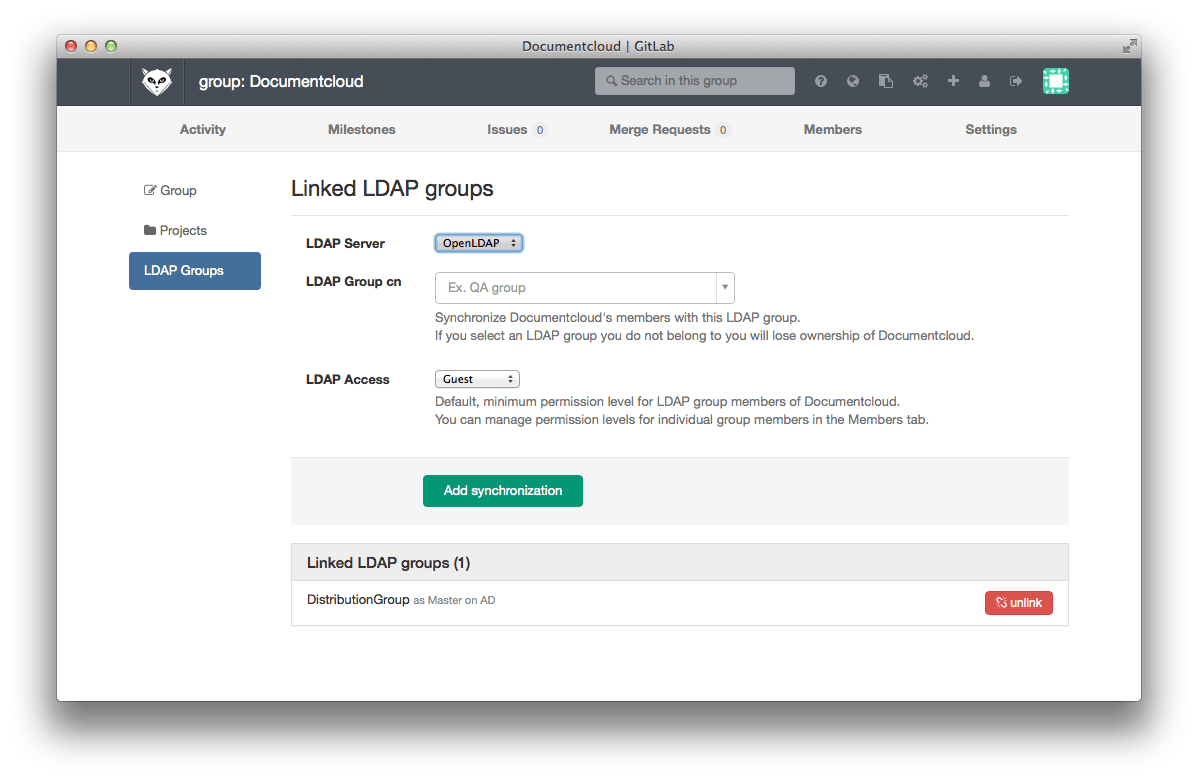 Documentcloud | GitLab
group: Documentcloud
Search in this group
Activity
Milestones
Issues 0
Merge Requests 0
Members
Settings
Group
Projects
LDAP Groups
Linked LDAP groups
LDAP Server
OpenLDAP
LDAP Group cn
Ex. QA group
Synchronize Documentcloud's members with this LDAP group.
If you select an LDAP group you do not belong to you will lose ownership of Documentcloud.
LDAP Access
Guest
Default, minimum permission level for LDAP group members of Documentcloud.
You can manage permission levels for individual group members in the Members tab.
Add synchronization
Linked LDAP groups (1)
DistributionGroup as Master on AD
unlink